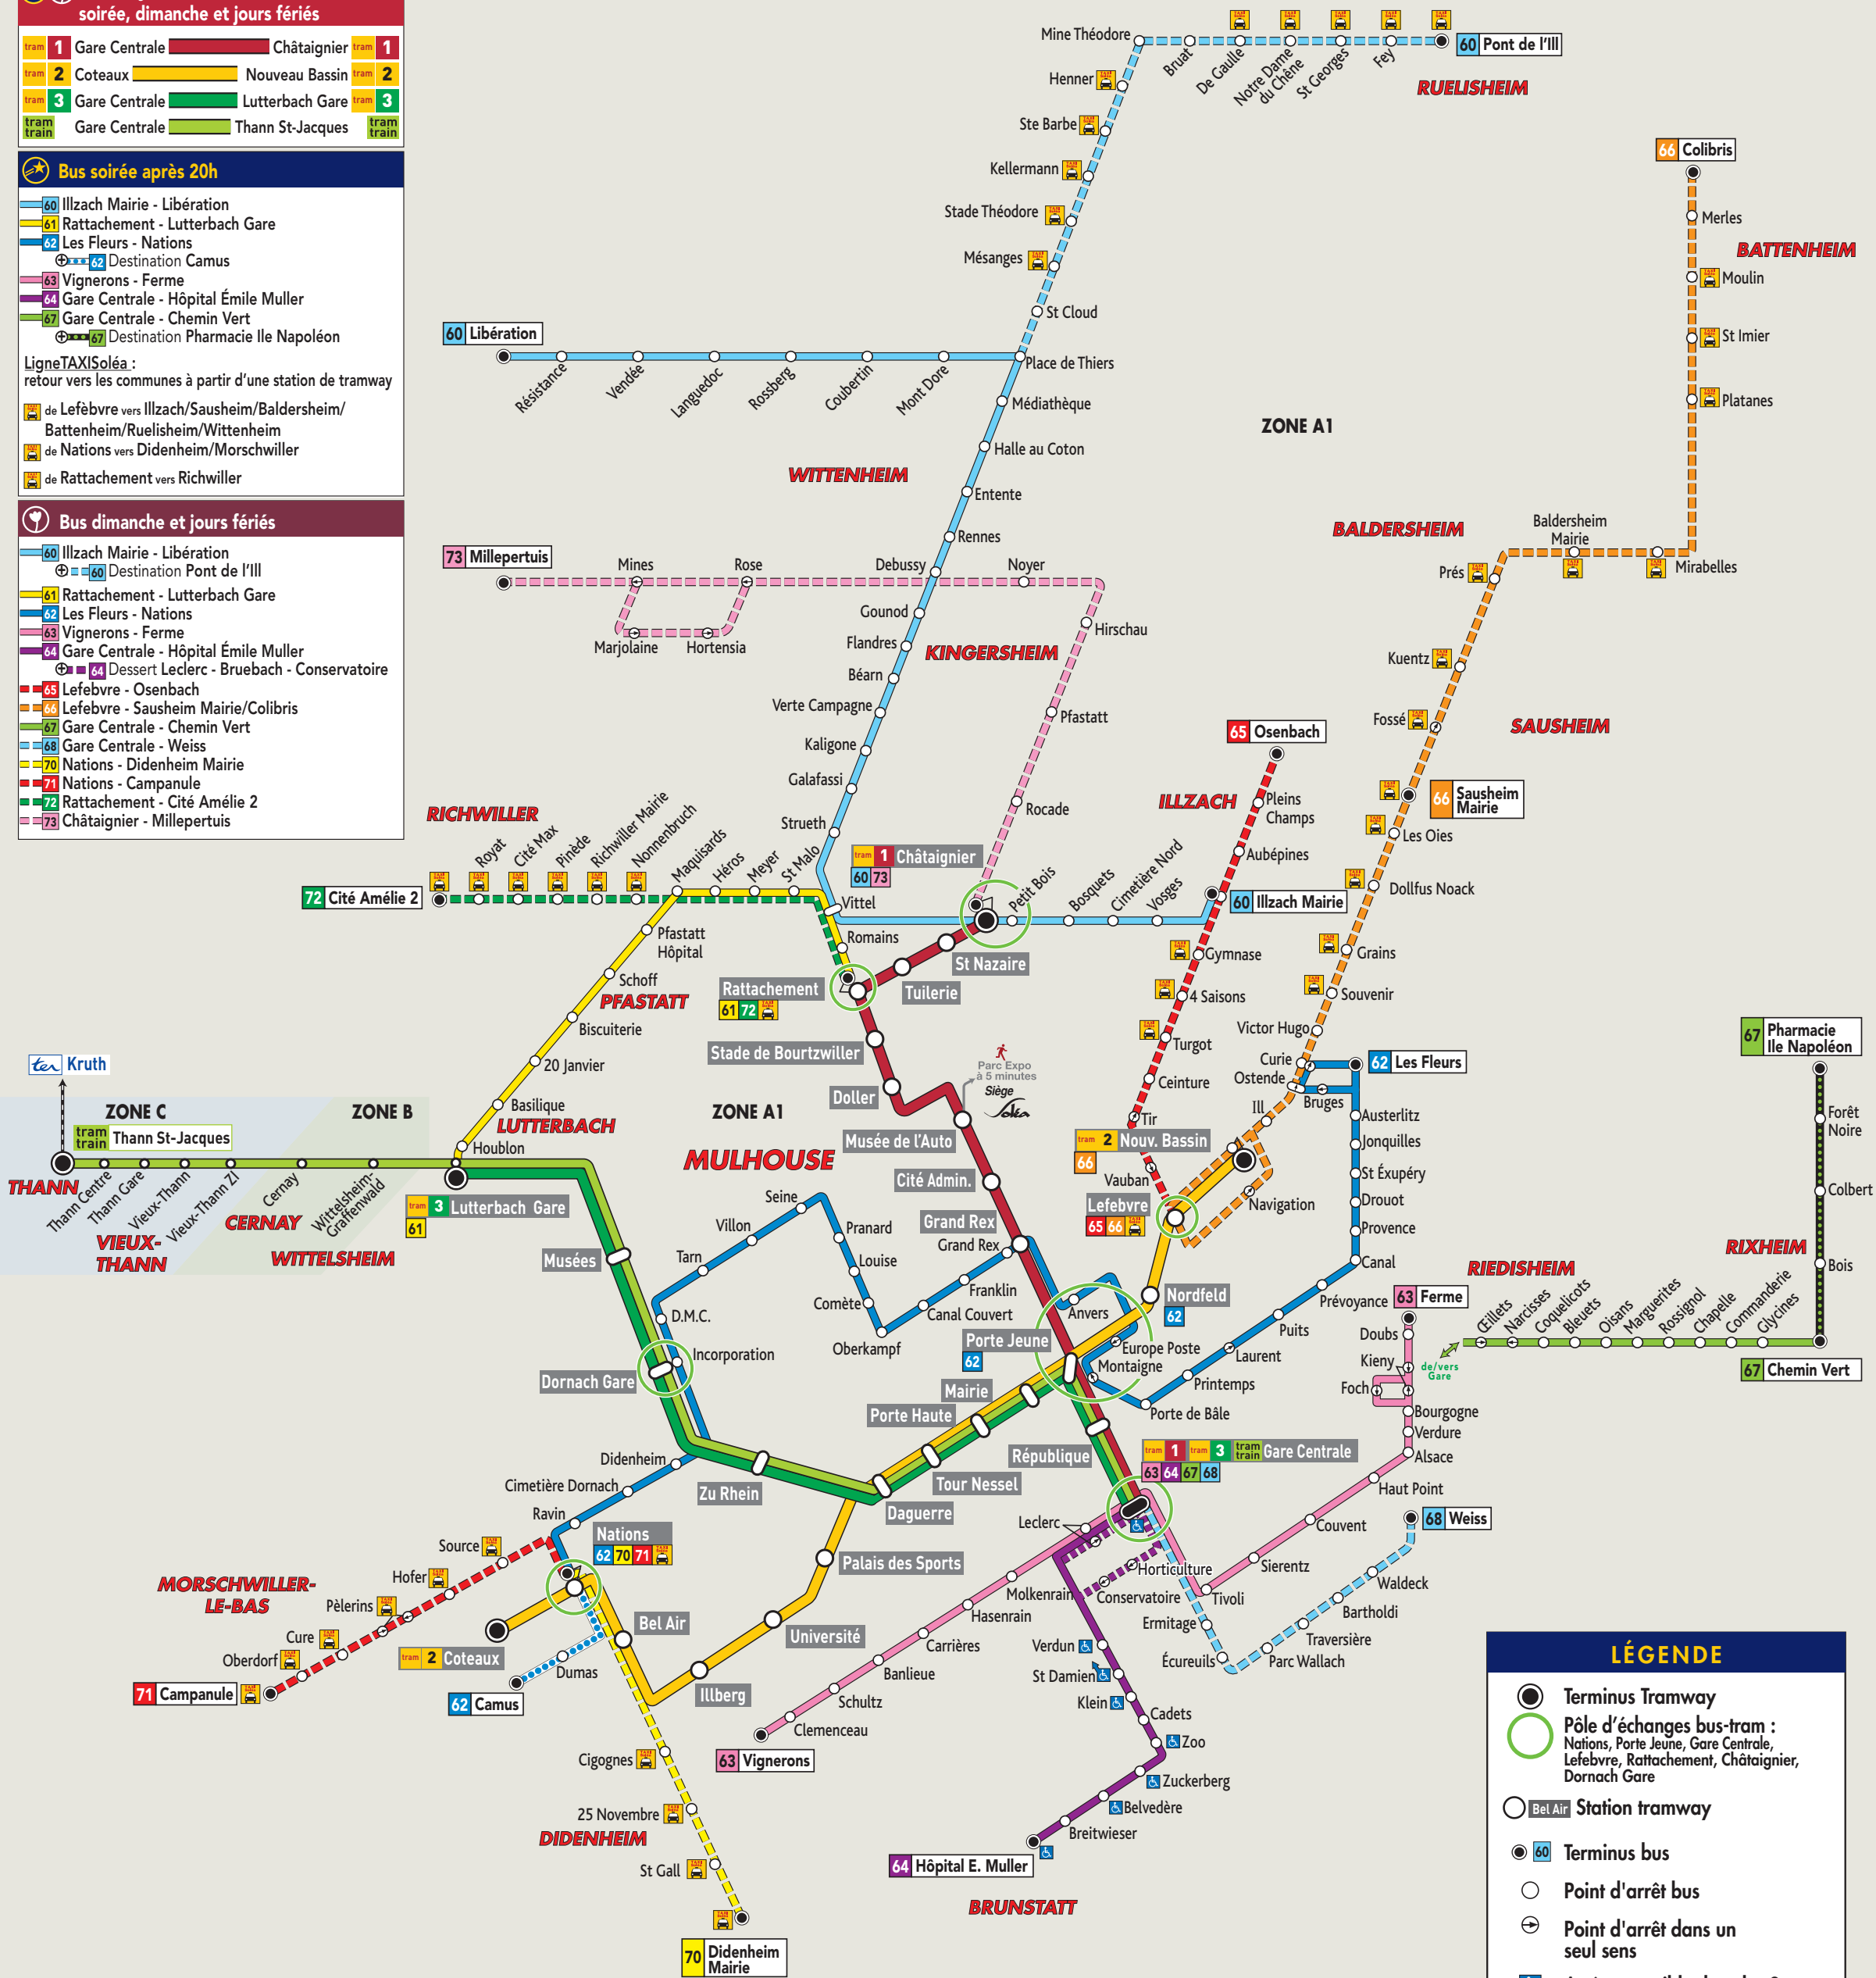 soirée, dimanche et jours fériés
tram 1 Gare Centrale Châtaignier tram 1
tram 2 Coteaux Nouveau Bassin tram 2
tram 3 Gare Centrale Lutterbach Gare tram 3
tram train Gare Centrale Thann St-Jacques tram train
Bus soirée après 20h
60 Illzach Mairie - Libération
61 Rattachement - Lutterbach Gare
62 Les Fleurs - Nations
62 Destination Camus
63 Vignerons - Ferme
64 Gare Centrale - Hôpital Émile Muller
67 Gare Centrale - Chemin Vert
67 Destination Pharmacie Ile Napoléon
LigneTAXISoléa :
retour vers les communes à partir d'une station de tramway
de Lefèbvre vers Illzach/Sausheim/Baldersheim/
Battenheim/Ruelisheim/Wittenheim
de Nations vers Didenheim/Morschwiller
de Rattachement vers Richwiller
Bus dimanche et jours fériés
60 Illzach Mairie - Libération
60 Destination Pont de l'Ill
61 Rattachement - Lutterbach Gare
62 Les Fleurs - Nations
63 Vignerons - Ferme
64 Gare Centrale - Hôpital Émile Muller
64 Dessert Leclerc - Bruebach - Conservatoire
65 Lefebvre - Osenbach
66 Lefebvre - Sausheim Mairie/Colibris
67 Gare Centrale - Chemin Vert
68 Gare Centrale - Weiss
70 Nations - Didenheim Mairie
71 Nations - Campanule
72 Rattachement - Cité Amélie 2
73 Châtaignier - Millepertuis
Mine Théodore
Bruat
De Gaulle
Notre Dame
du Chêne
St Georges
Fey
60 Pont de l'Ill
RUELISHEIM
Henner
Ste Barbe
Kellermann
Stade Théodore
Mésanges
St Cloud
66 Colibris
Merles
BATTENHEIM
Moulin
St Imier
Platanes
60 Libération
Résistance
Vendée
Languedoc
Rossberg
Coubertin
Mont Dore
Place de Thiers
Médiathèque
Halle au Coton
Entente
Rennes
ZONE A1
WITTENHEIM
BALDERSHEIM
Baldersheim
Mairie
Mirabelles
Prés
73 Millepertuis
Mines
Rose
Debussy
Noyer
Marjolaine
Hortensia
Gounod
Flandres
KINGERSHEIM
Hirschau
Béarn
Verte Campagne
Kaligone
Galafassi
Strueth
Pfastatt
Rocade
Kuentz
Fossé
SAUSHEIM
66 Sausheim
Mairie
Les Oies
Dollfus Noack
Grains
Souvenir
Victor Hugo
65 Osenbach
ILLZACH
Pleins
Champs
Aubépines
60 Illzach Mairie
Gymnase
4 Saisons
Turgot
Ceinture
Tir
Vauban
RICHWILLER
72 Cité Amélie 2
Royat
Cité Max
Pinède
Richwiller Mairie
Nonnenbruch
Maquisards
Héros
Meyer
St Malo
Vittel
Romains
tram 1 Châtaignier
60 73
Petit Bois
Bosquets
Cimetière Nord
Vosges
St Nazaire
Tuilerie
Rattachement
61 72
Pfastatt
Hôpital
Schoff
PFASTATT
Biscuiterie
20 Janvier
Basilique
LUTTERBACH
Houblon
Stade de Bourtzwiller
Doller
Parc Expo
à 5 minutes
Siège
Soléa
Musée de l'Auto
Cité Admin.
Grand Rex
Grand Rex
ter Kruth
ZONE C
ZONE B
ZONE A1
tram train Thann St-Jacques
THANN
Thann Centre
Thann Gare
Vieux-Thann
Vieux-Thann ZI
Cernay
Wittelsheim-
Graffenwald
VIEUX-
THANN
CERNAY
WITTELSHEIM
tram 3 Lutterbach Gare
61
MULHOUSE
Musées
Dornach Gare
Seine
Villon
Tarn
D.M.C.
Incorporation
Pranard
Louise
Comète
Oberkampf
Canal Couvert
Franklin
Anvers
Porte Jeune
62
Mairie
Porte Haute
Tour Nessel
Daguerre
Zu Rhein
République
tram 2 Nouv. Bassin
66
Lefebvre
65 66
Navigation
Ill
Nordfeld
62
Curie
Ostende
Bruges
62 Les Fleurs
Austerlitz
Jonquilles
St Éxupéry
Drouot
Provence
Canal
Prévoyance
Puits
Laurent
Printemps
Porte de Bâle
Europe Poste
Montaigne
67 Pharmacie
Ile Napoléon
Forêt
Noire
Colbert
Bois
RIXHEIM
RIEDISHEIM
Œillets
Narcisses
Coquelicots
Bleuets
Oisans
Marguerites
Rossignol
Chapelle
Commanderie
Glycines
67 Chemin Vert
de/vers
Gare
63 Ferme
Doubs
Kieny
Foch
Bourgogne
Verdure
Alsace
Haut Point
Couvent
Sierentz
Tivoli
tram 1 tram 3 tram train Gare Centrale
63 64 67 68
68 Weiss
Waldeck
Bartholdi
Traversière
Parc Wallach
Écureuils
Ermitage
Horticulture
Conservatoire
Leclerc
Molkenrain
Hasenrain
Carrières
Banlieue
Schultz
Clemenceau
63 Vignerons
Verdun
St Damien
Klein
Cadets
Zoo
Zuckerberg
Belvedère
Breitwieser
64 Hôpital E. Muller
BRUNSTATT
Didenheim
Cimetière Dornach
Ravin
Nations
62 70 71
Source
Hofer
Pèlerins
Cure
Oberdorf
MORSCHWILLER-
LE-BAS
71 Campanule
tram 2 Coteaux
62 Camus
Dumas
Bel Air
Illberg
Université
Palais des Sports
Cigognes
25 Novembre
DIDENHEIM
St Gall
70 Didenheim
Mairie
LÉGENDE
Terminus Tramway
Pôle d'échanges bus-tram :
Nations, Porte Jeune, Gare Centrale,
Lefebvre, Rattachement, Châtaignier,
Dornach Gare
Bel Air Station tramway
60 Terminus bus
Point d'arrêt bus
Point d'arrêt dans un
seul sens